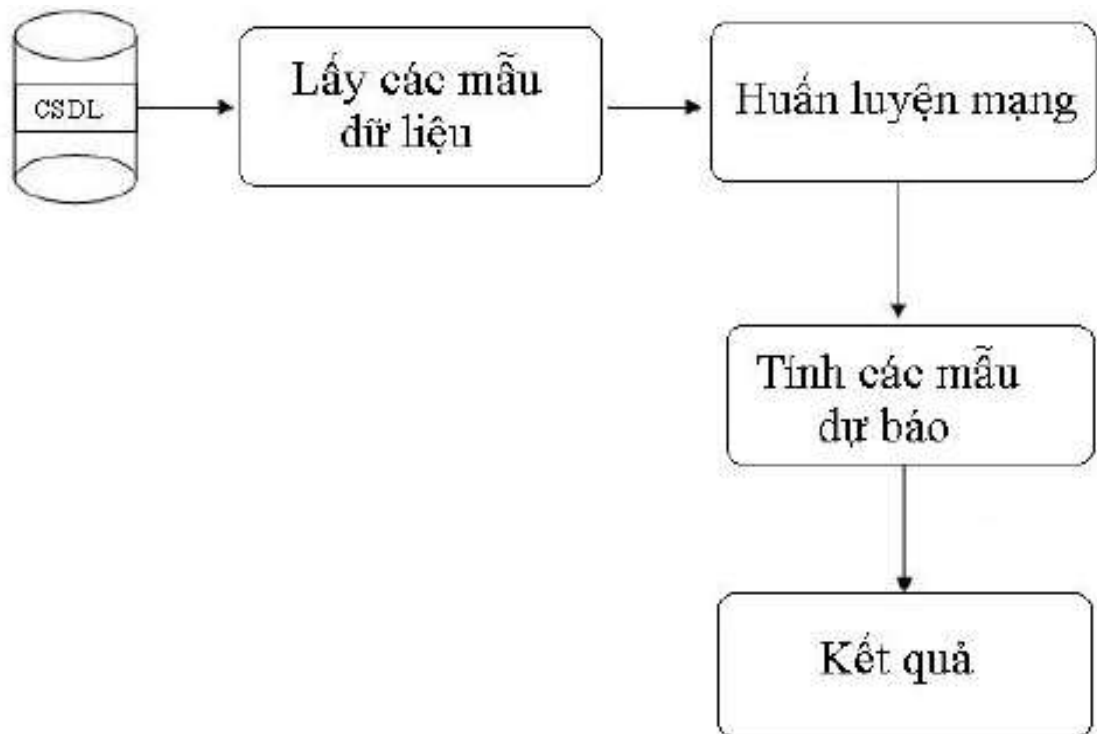 CSDL
Lấy các mẫu
dữ liệu
Huấn luyện mạng
Tính các mẫu
dự báo
Kết quả